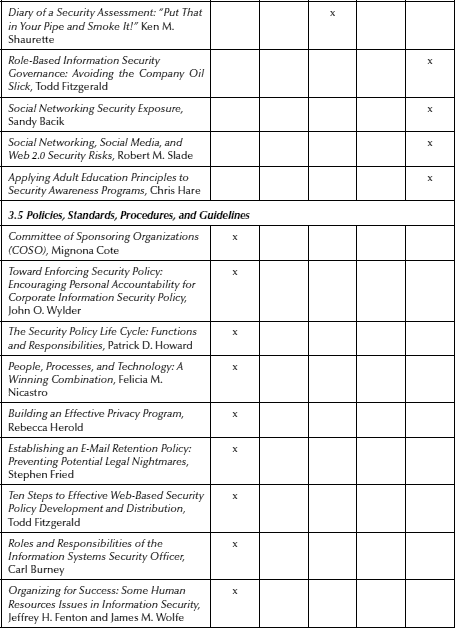 Diary of a Security Assessment: “Put That x
in Your Pipe and Smoke It!” Ken M.
Shaurette
Role-Based Information Security x
Governance: Avoiding the Company Oil
Slick, Todd Fitzgerald
Social Networking Security Exposure, x
Sandy Bacik
Social Networking, Social Media, and x
Web 2.0 Security Risks, Robert M. Slade
Applying Adult Education Principles to x
Security Awareness Programs, Chris Hare
3.5 Policies, Standards, Procedures, and Guidelines
Committee of Sponsoring Organizations x
(COSO), Mignona Cote
Toward Enforcing Security Policy: x
Encouraging Personal Accountability for
Corporate Information Security Policy,
John O. Wylder
The Security Policy Life Cycle: Functions x
and Responsibilities, Patrick D. Howard
People, Processes, and Technology: A x
Winning Combination, Felicia M.
Nicastro
Building an Effective Privacy Program, x
Rebecca Herold
Establishing an E-Mail Retention Policy: x
Preventing Potential Legal Nightmares,
Stephen Fried
Ten Steps to Effective Web-Based Security x
Policy Development and Distribution,
Todd Fitzgerald
Roles and Responsibilities of the x
Information Systems Security Officer,
Carl Burney
Organizing for Success: Some Human x
Resources Issues in Information Security,
Jeffrey H. Fenton and James M. Wolfe